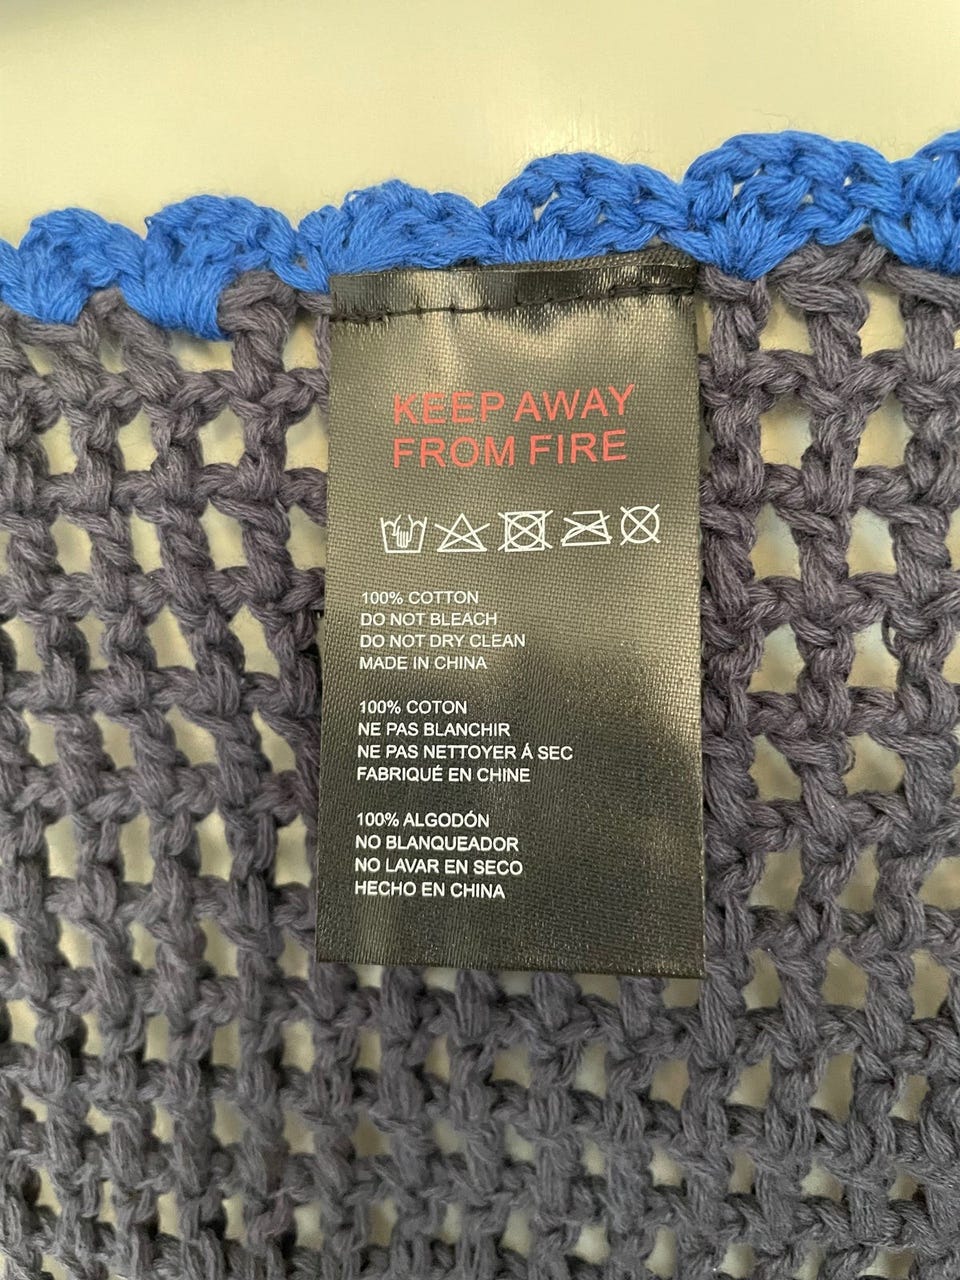 KEEP AWAY
FROM FIRE
100% COTTON
DO NOT BLEACH
DO NOT DRY CLEAN
MADE IN CHINA
100% COTON
NE PAS BLANCHIR
NE PAS NETTOYER Á SEC
FABRIQUÉ EN CHINE
100% ALGODÓN
NO BLANQUEADOR
NO LAVAR EN SECO
HECHO EN CHINA